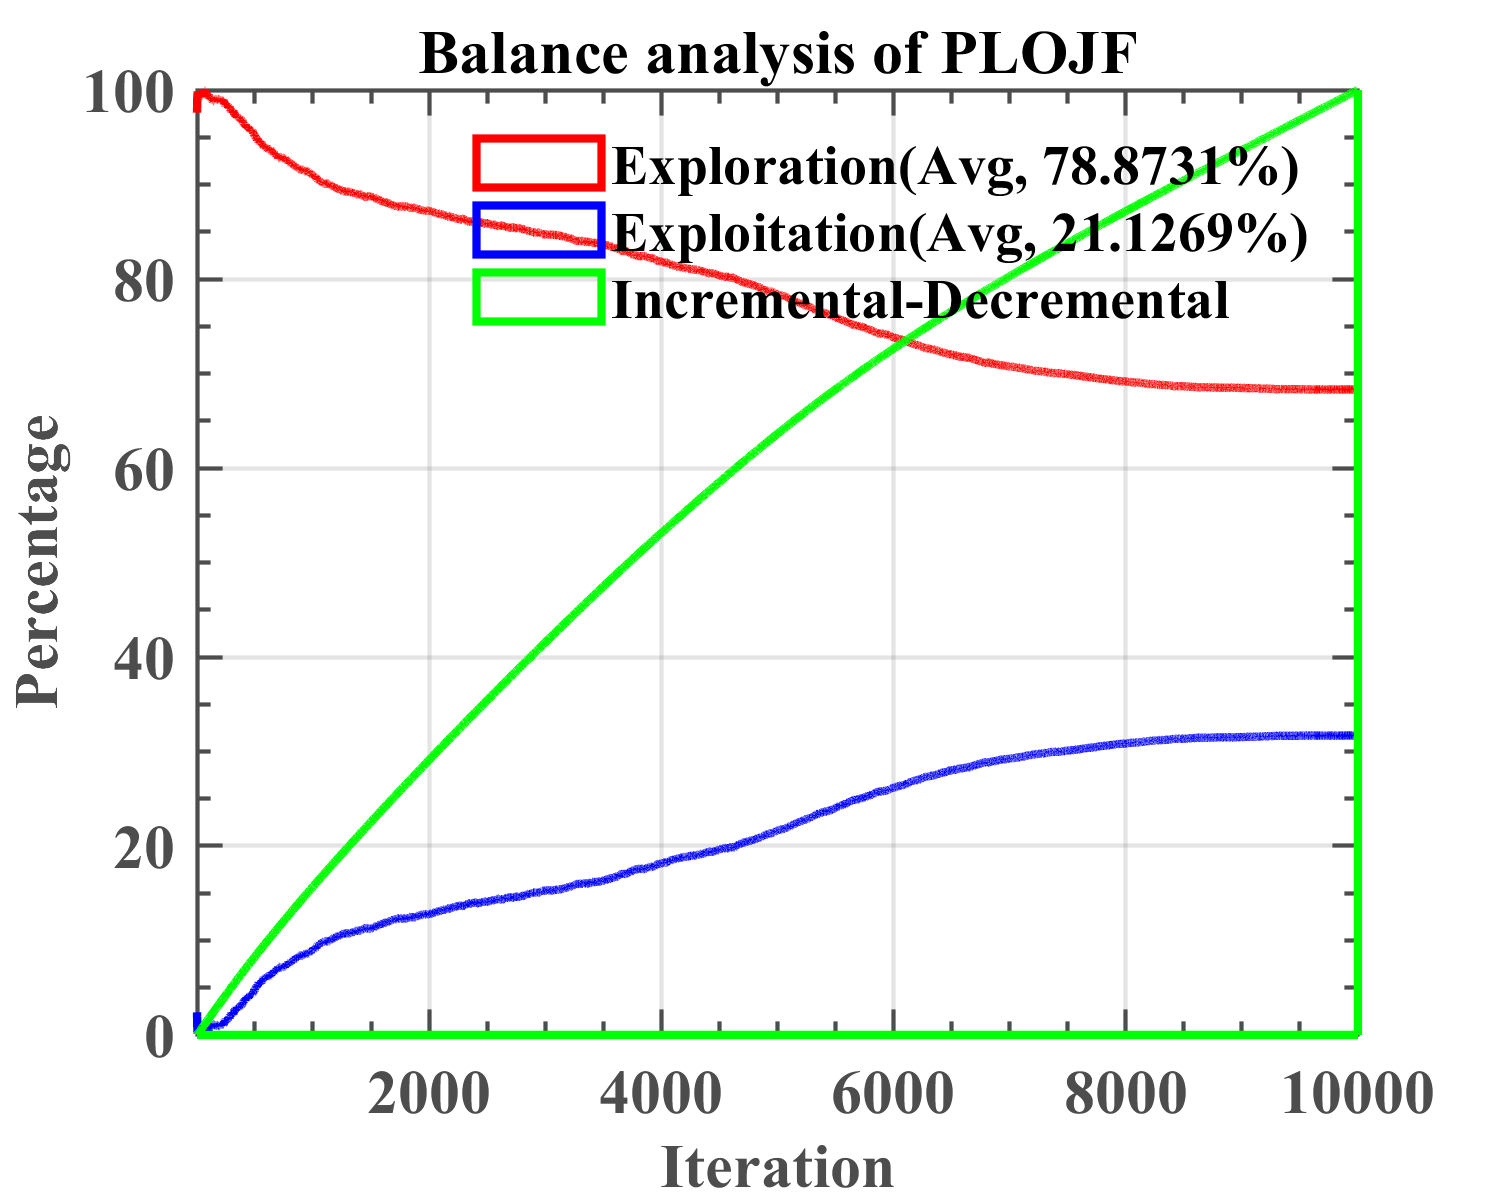 Balance analysis of PLOJF
100
80
60
40
20
0
Percentage
Exploration(Avg, 78.8731%)
Exploitation(Avg, 21.1269%)
Incremental-Decremental
2000 4000 6000 8000 10000
Iteration